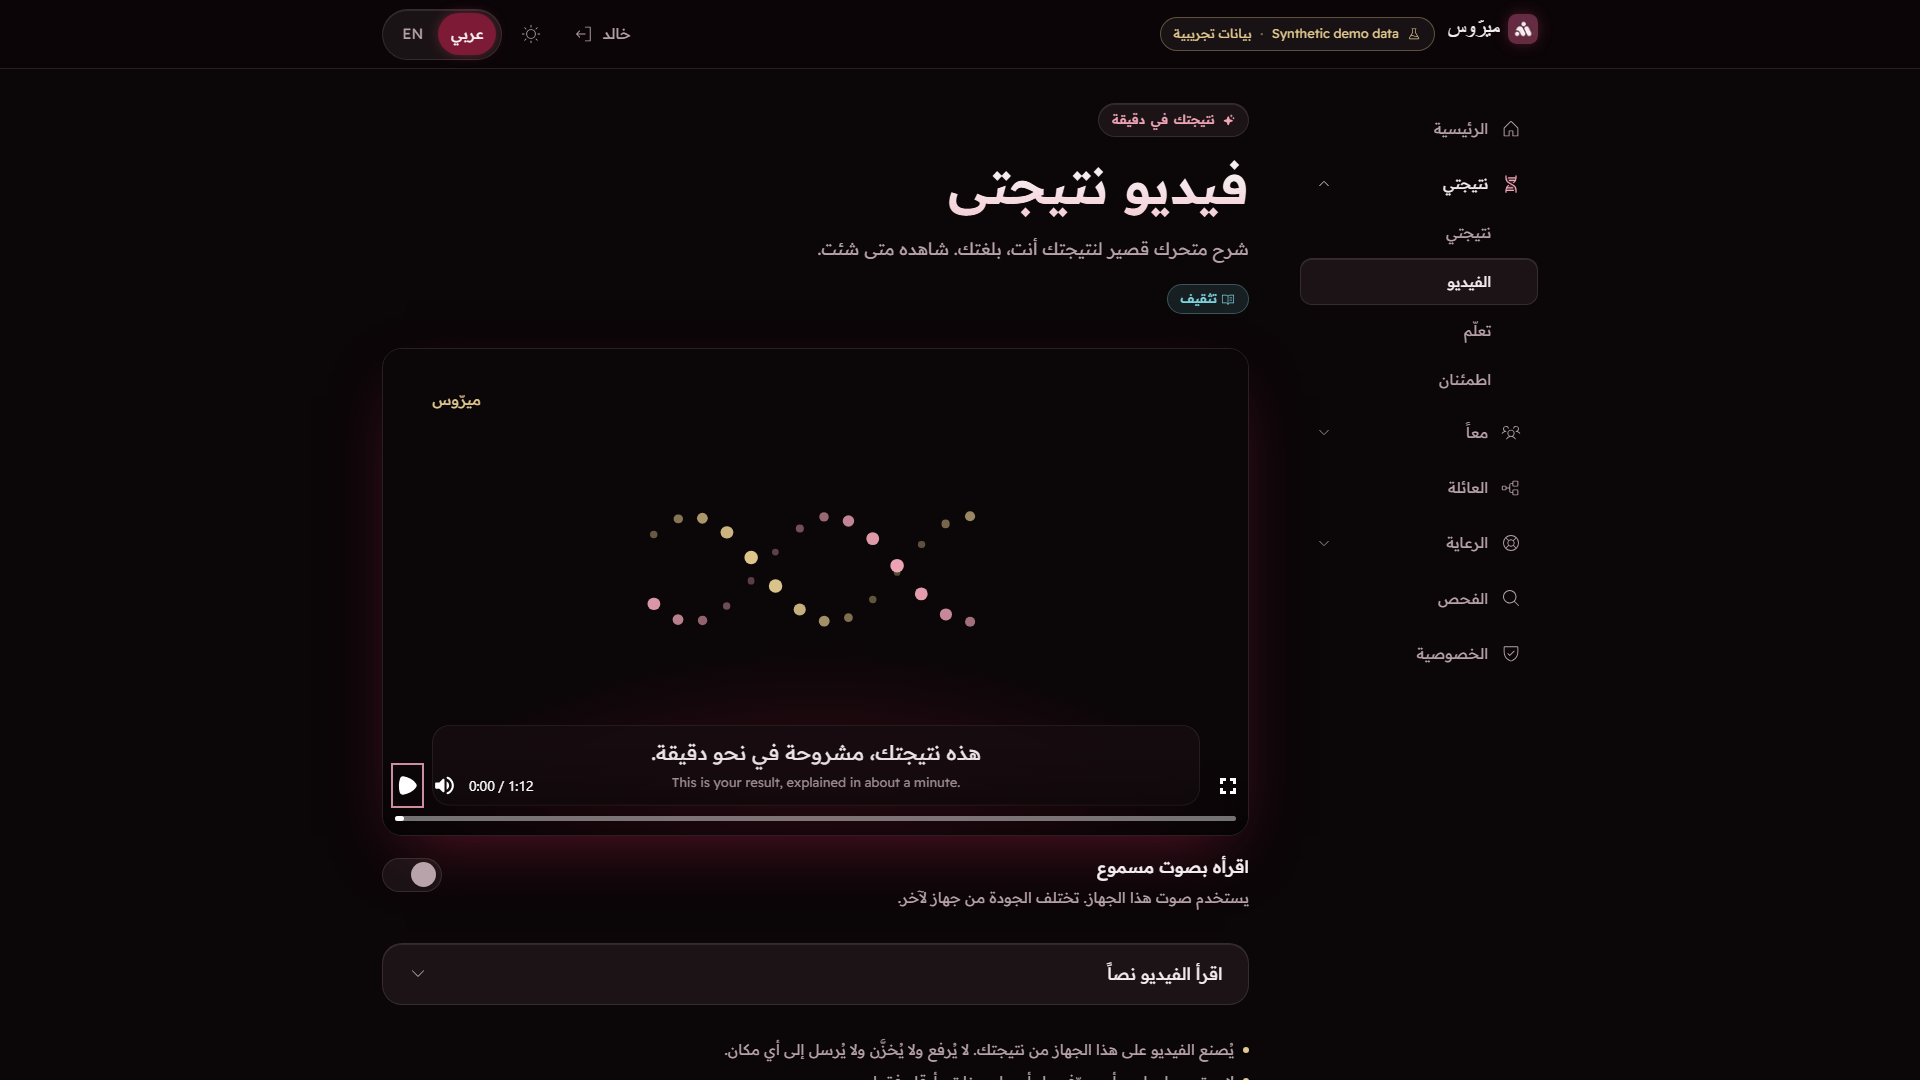 ميرّوس
Synthetic demo data · بيانات تجريبية
خالد
عربي
EN
الرئيسية
نتيجتي
نتيجتي
الفيديو
تعلّم
اطمئنان
معاً
العائلة
الرعاية
الفحص
الخصوصية
نتيجتك في دقيقة
فيديو نتيجتي
شرح متحرك قصير لنتيجتك أنت، بلغتك. شاهده متى شئت.
تثقيف
ميرّوس
هذه نتيجتك، مشروحة في نحو دقيقة.
This is your result, explained in about a minute.
0:00 / 1:12
اقرأه بصوت مسموع
يستخدم صوت هذا الجهاز. تختلف الجودة من جهاز لآخر.
اقرأ الفيديو نصاً
يُصنع الفيديو على هذا الجهاز من نتيجتك. لا يُرفع ولا يُخزَّن ولا يُرسل إلى أي مكان.